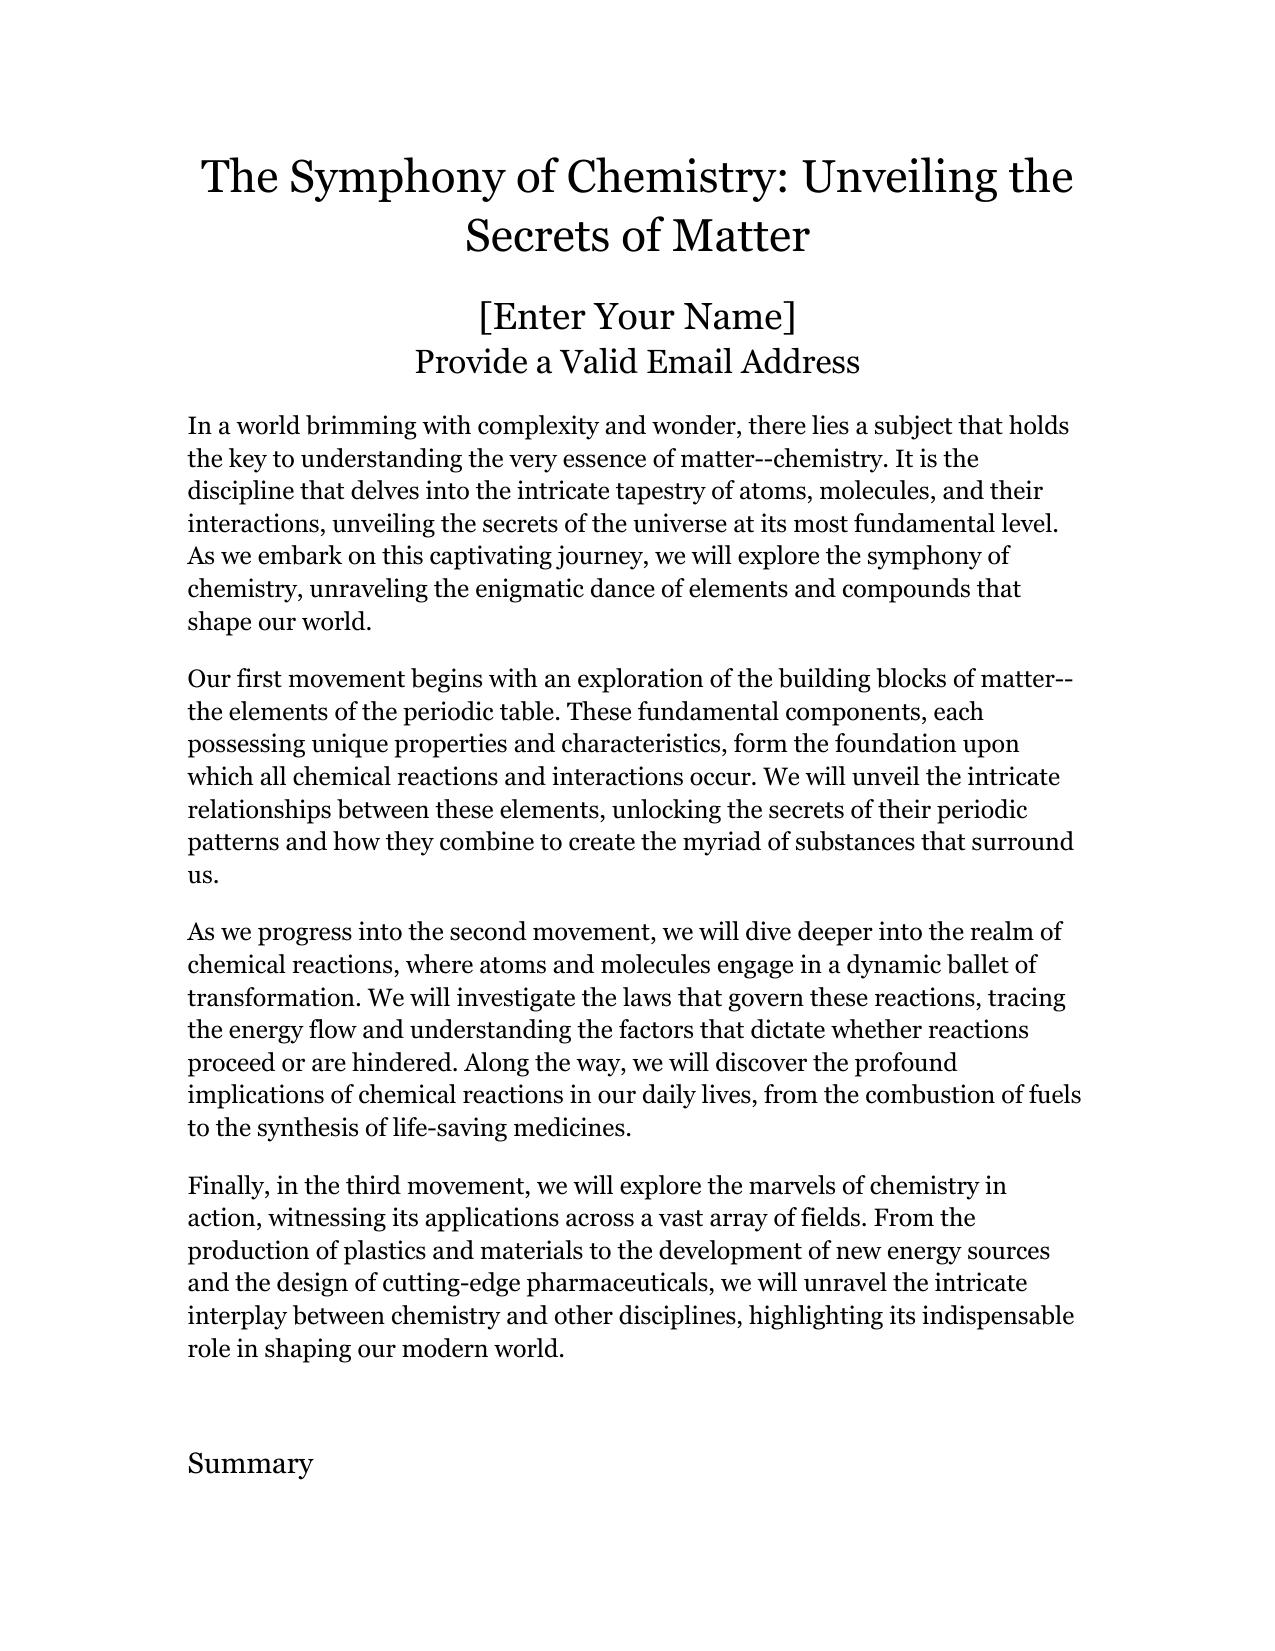 The Symphony of Chemistry: Unveiling the
Secrets of Matter
[Enter Your Name]
Provide a Valid Email Address
In a world brimming with complexity and wonder, there lies a subject that holds
the key to understanding the very essence of matter--chemistry. It is the
discipline that delves into the intricate tapestry of atoms, molecules, and their
interactions, unveiling the secrets of the universe at its most fundamental level.
As we embark on this captivating journey, we will explore the symphony of
chemistry, unraveling the enigmatic dance of elements and compounds that
shape our world.
Our first movement begins with an exploration of the building blocks of matter--
the elements of the periodic table. These fundamental components, each
possessing unique properties and characteristics, form the foundation upon
which all chemical reactions and interactions occur. We will unveil the intricate
relationships between these elements, unlocking the secrets of their periodic
patterns and how they combine to create the myriad of substances that surround
us.
As we progress into the second movement, we will dive deeper into the realm of
chemical reactions, where atoms and molecules engage in a dynamic ballet of
transformation. We will investigate the laws that govern these reactions, tracing
the energy flow and understanding the factors that dictate whether reactions
proceed or are hindered. Along the way, we will discover the profound
implications of chemical reactions in our daily lives, from the combustion of fuels
to the synthesis of life-saving medicines.
Finally, in the third movement, we will explore the marvels of chemistry in
action, witnessing its applications across a vast array of fields. From the
production of plastics and materials to the development of new energy sources
and the design of cutting-edge pharmaceuticals, we will unravel the intricate
interplay between chemistry and other disciplines, highlighting its indispensable
role in shaping our modern world.
Summary